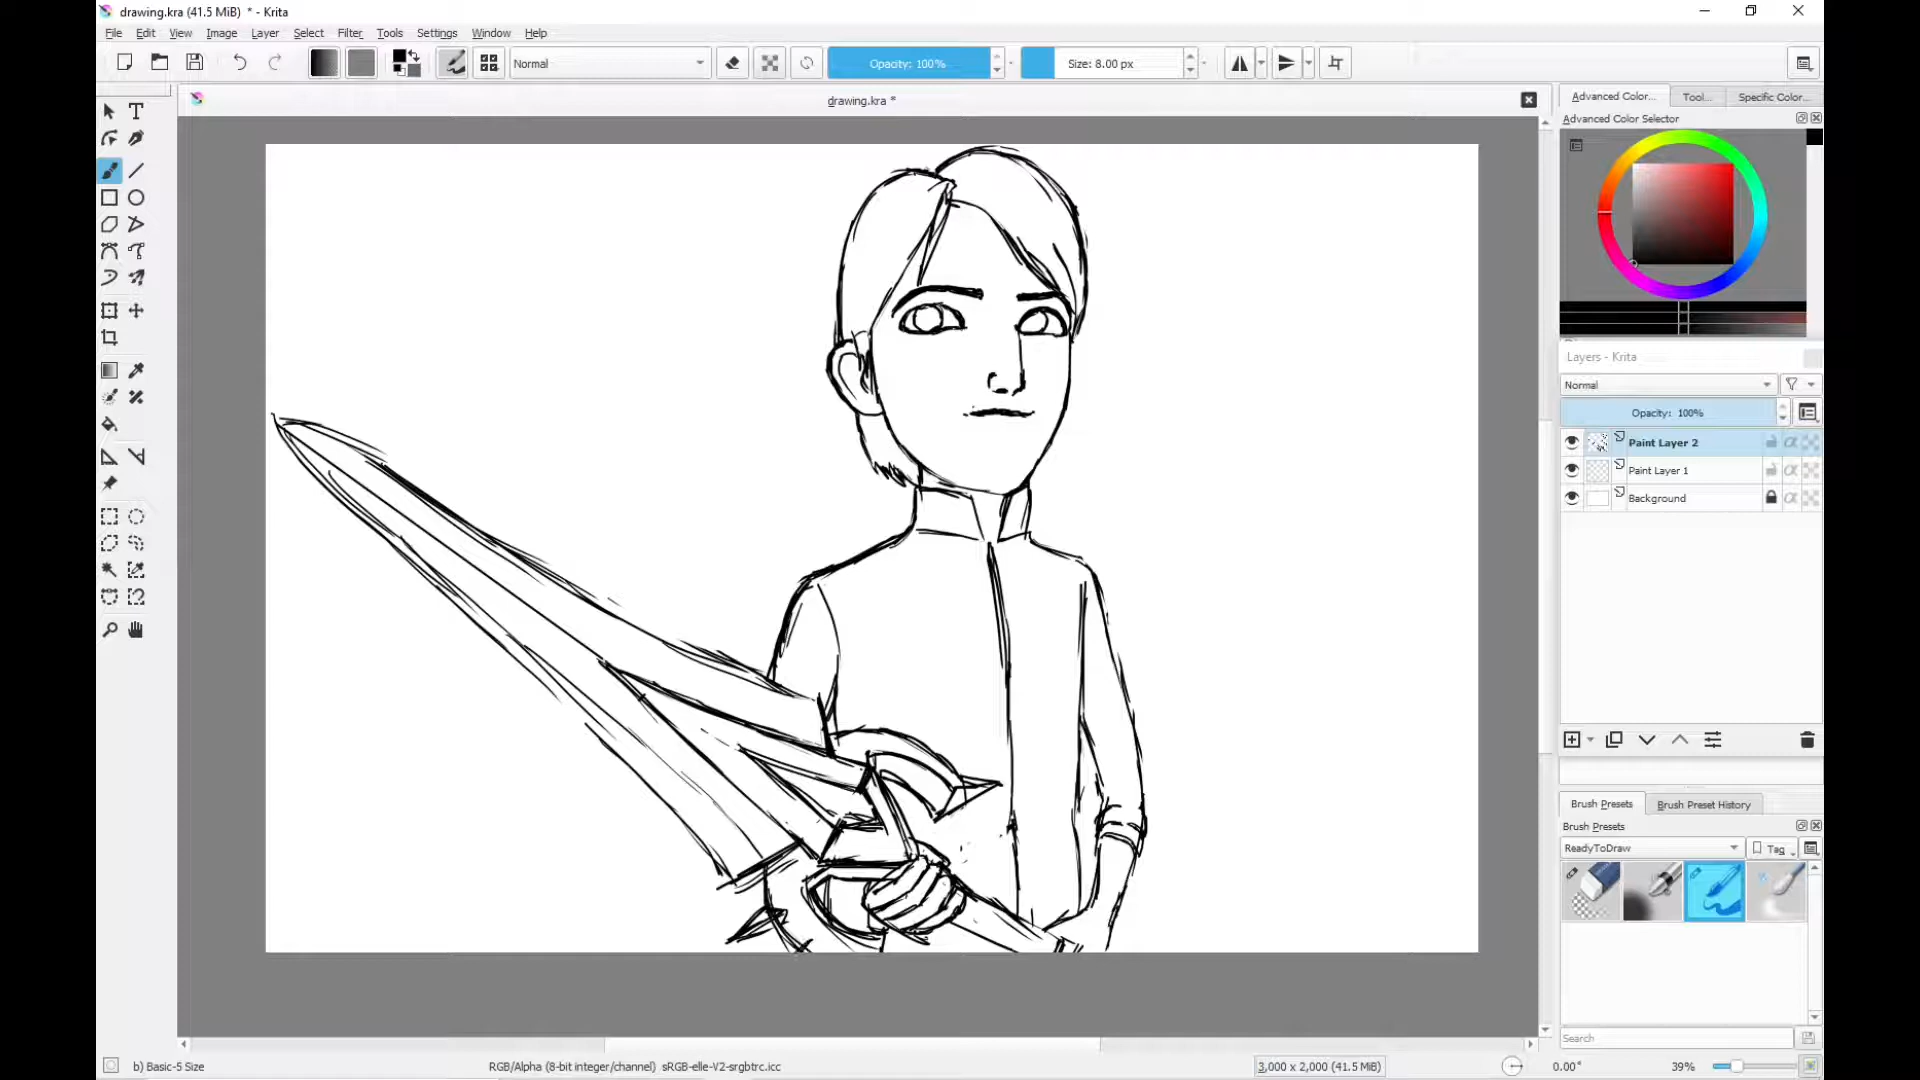 drawing.kra (41.5 MiB) * - Krita
File Edit View Image Layer Select Filter Tools Settings Window Help
Normal Opacity: 100% Size: 8.00 px
drawing.kra *
Advanced Color... Tool... Specific Color...
Advanced Color Selector
Layers - Krita
Normal
Opacity: 100%
Paint Layer 2
Paint Layer 1
Background
Brush Presets Brush Preset History
Brush Presets
ReadyToDraw Tag
Search
b) Basic-5 Size RGB/Alpha (8-bit integer/channel) sRGB-elle-V2-srgbtrc.icc 3,000 x 2,000 (41.5 MiB) 0.00° 39%